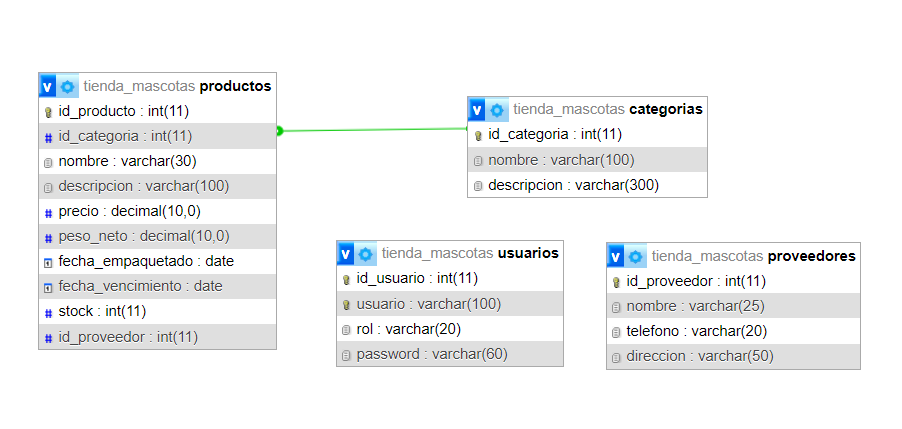 v tienda_mascotas productos
id_producto : int(11)
# id_categoria : int(11)
nombre : varchar(30)
descripcion : varchar(100)
# precio : decimal(10,0)
# peso_neto : decimal(10,0)
fecha_empaquetado : date
fecha_vencimiento : date
# stock : int(11)
# id_proveedor : int(11)
v tienda_mascotas categorias
id_categoria : int(11)
nombre : varchar(100)
descripcion : varchar(300)
v tienda_mascotas usuarios
id_usuario : int(11)
usuario : varchar(100)
rol : varchar(20)
password : varchar(60)
v tienda_mascotas proveedores
id_proveedor : int(11)
nombre : varchar(25)
telefono : varchar(20)
direccion : varchar(50)